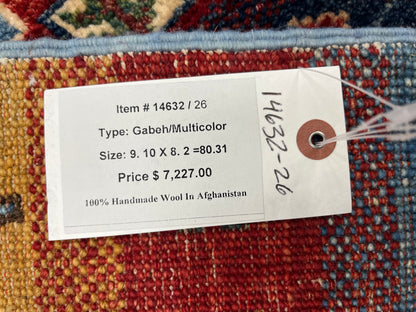 Item # 14632 / 26
Type: Gabeh/Multicolor
Size: 9. 10 X 8. 2 =80.31
Price $ 7,227.00
100% Handmade Wool In Afghanistan
14632-26